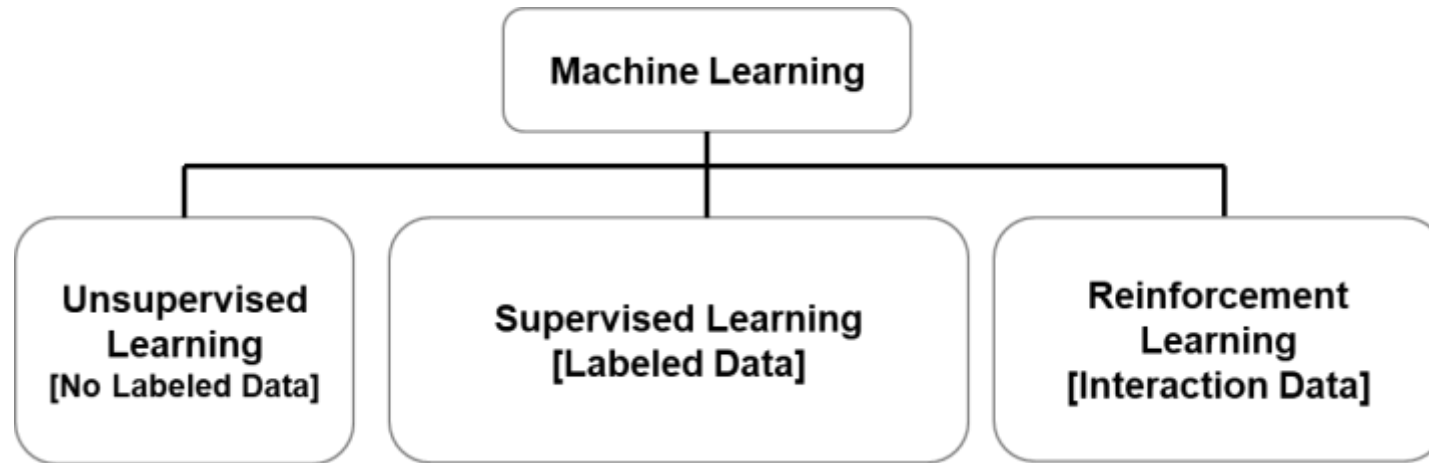 Machine Learning
Unsupervised
Learning
[No Labeled Data]
Supervised Learning
[Labeled Data]
Reinforcement
Learning
[Interaction Data]